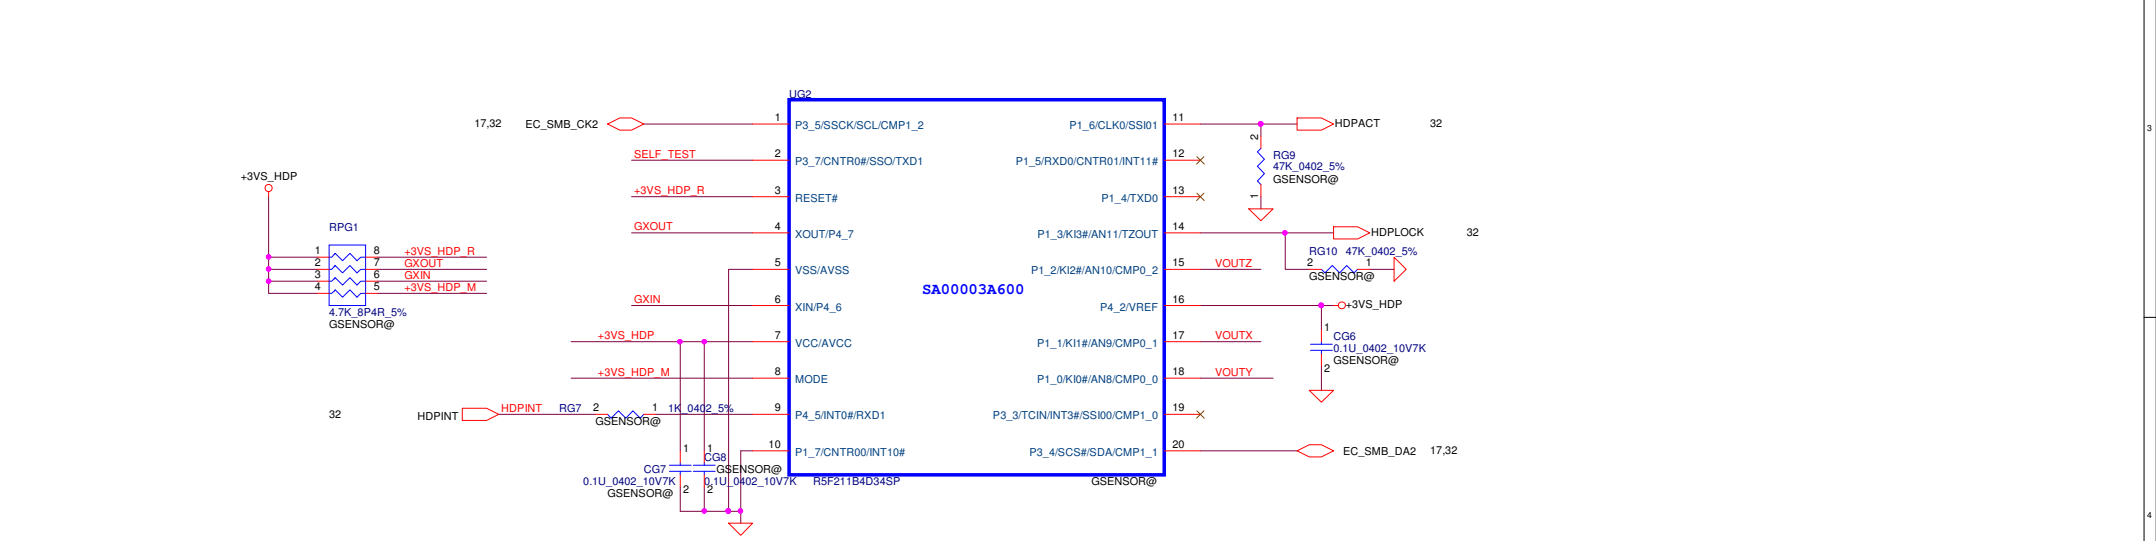 UG2
17,32 EC_SMB_CK2 1 P3_5/SSCK/SCL/CMP1_2 P1_6/CLK0/SSI01 11 HDPACT 32
3
SELF_TEST 2 P3_7/CNTR0#/SSO/TXD1 P1_5/RXD0/CNTR01/INT11# 12
2
RG9
47K_0402_5%
GSENSOR@
1
+3VS_HDP
+3VS_HDP_R 3 RESET# P1_4/TXD0 13
RPG1
GXOUT 4 XOUT/P4_7 P1_3/KI3#/AN11/TZOUT 14 HDPLOCK 32
1 8 +3VS_HDP_R
2 7 GXOUT
3 6 GXIN
4 5 +3VS_HDP_M
4.7K_8P4R_5%
GSENSOR@
RG10 47K_0402_5%
2 1
GSENSOR@
5 VSS/AVSS P1_2/KI2#/AN10/CMP0_2 15 VOUTZ
SA00003A600
GXIN 6 XIN/P4_6 P4_2/VREF 16 +3VS_HDP
1
CG6
0.1U_0402_10V7K
GSENSOR@
2
+3VS_HDP 7 VCC/AVCC P1_1/KI1#/AN9/CMP0_1 17 VOUTX
+3VS_HDP_M 8 MODE P1_0/KI0#/AN8/CMP0_0 18 VOUTY
32 HDPINT HDPINT RG7 2 1 1K_0402_5% 9 P4_5/INT0#/RXD1 P3_3/TCIN/INT3#/SSI00/CMP1_0 19
GSENSOR@
10 P1_7/CNTR00/INT10# P3_4/SCS#/SDA/CMP1_1 20 EC_SMB_DA2 17,32
1 1
CG8
CG7 GSENSOR@
0.1U_0402_10V7K 0.1U_0402_10V7K R5F211B4D34SP GSENSOR@
GSENSOR@ 2 2
4